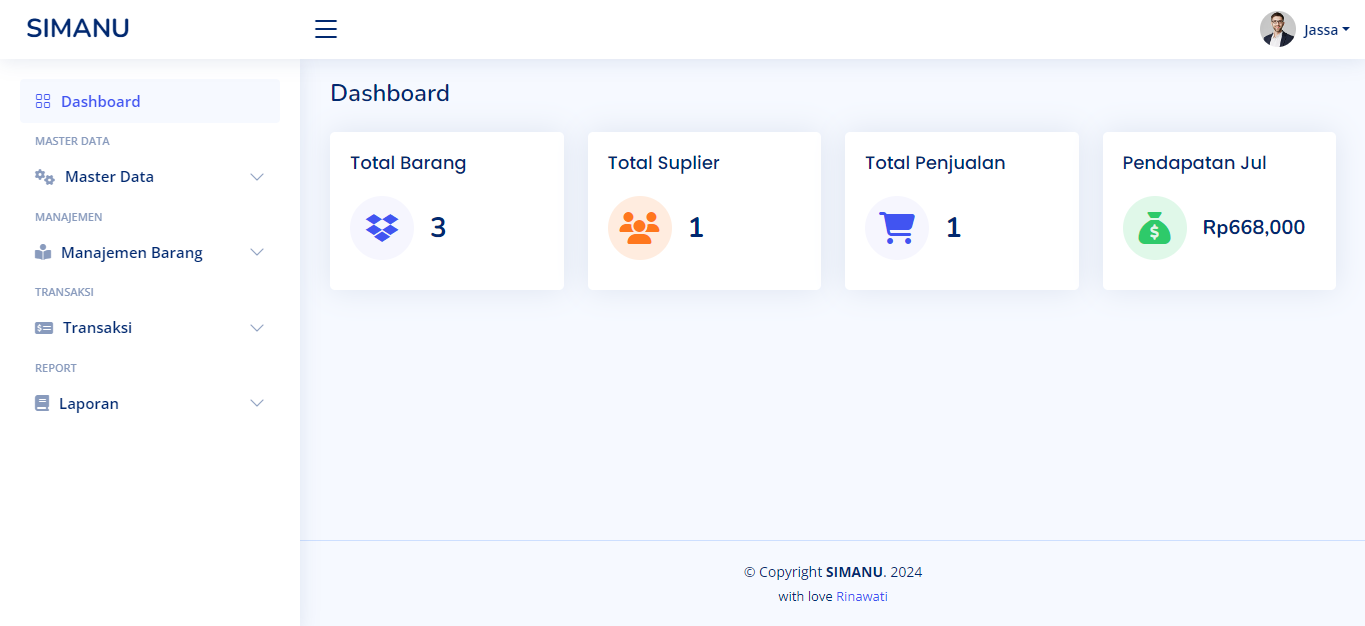 SIMANU
Jassa
Dashboard
MASTER DATA
Master Data
MANAJEMEN
Manajemen Barang
TRANSAKSI
Transaksi
REPORT
Laporan
Dashboard
Total Barang
3
Total Suplier
1
Total Penjualan
1
Pendapatan Jul
Rp668,000
© Copyright SIMANU. 2024
with love Rinawati